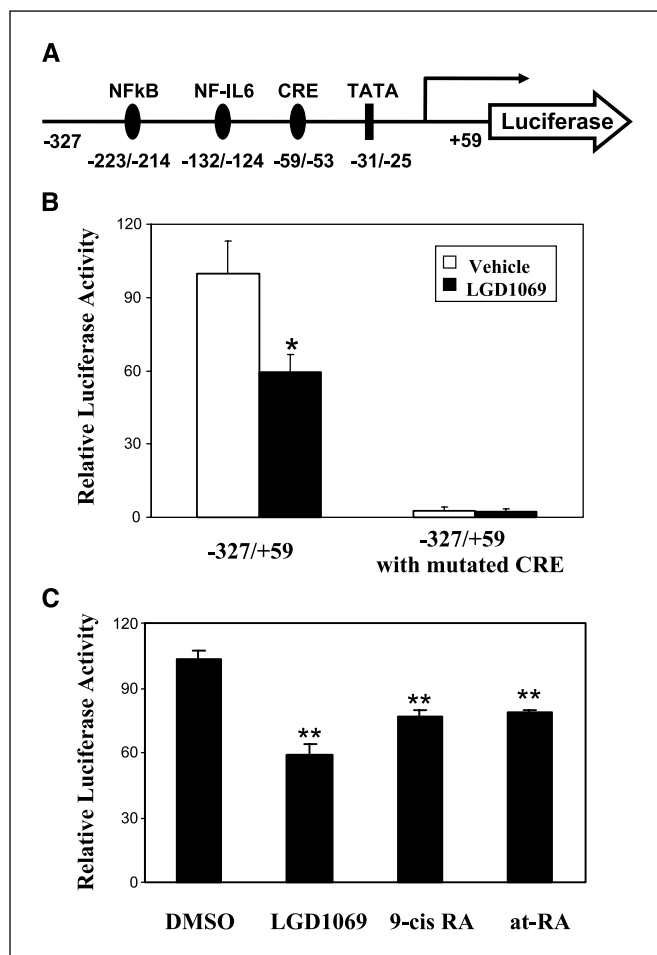 A
NFkB NF-IL6 CRE TATA
Luciferase
-327 +59
-223/-214 -132/-124 -59/-53 -31/-25
B
Relative Luciferase Activity
120
90
60
30
0
Vehicle
LGD1069
*
-327/+59
-327/+59
with mutated CRE
C
Relative Luciferase Activity
120
90
60
30
0
** ** **
DMSO LGD1069 9-cis RA at-RA